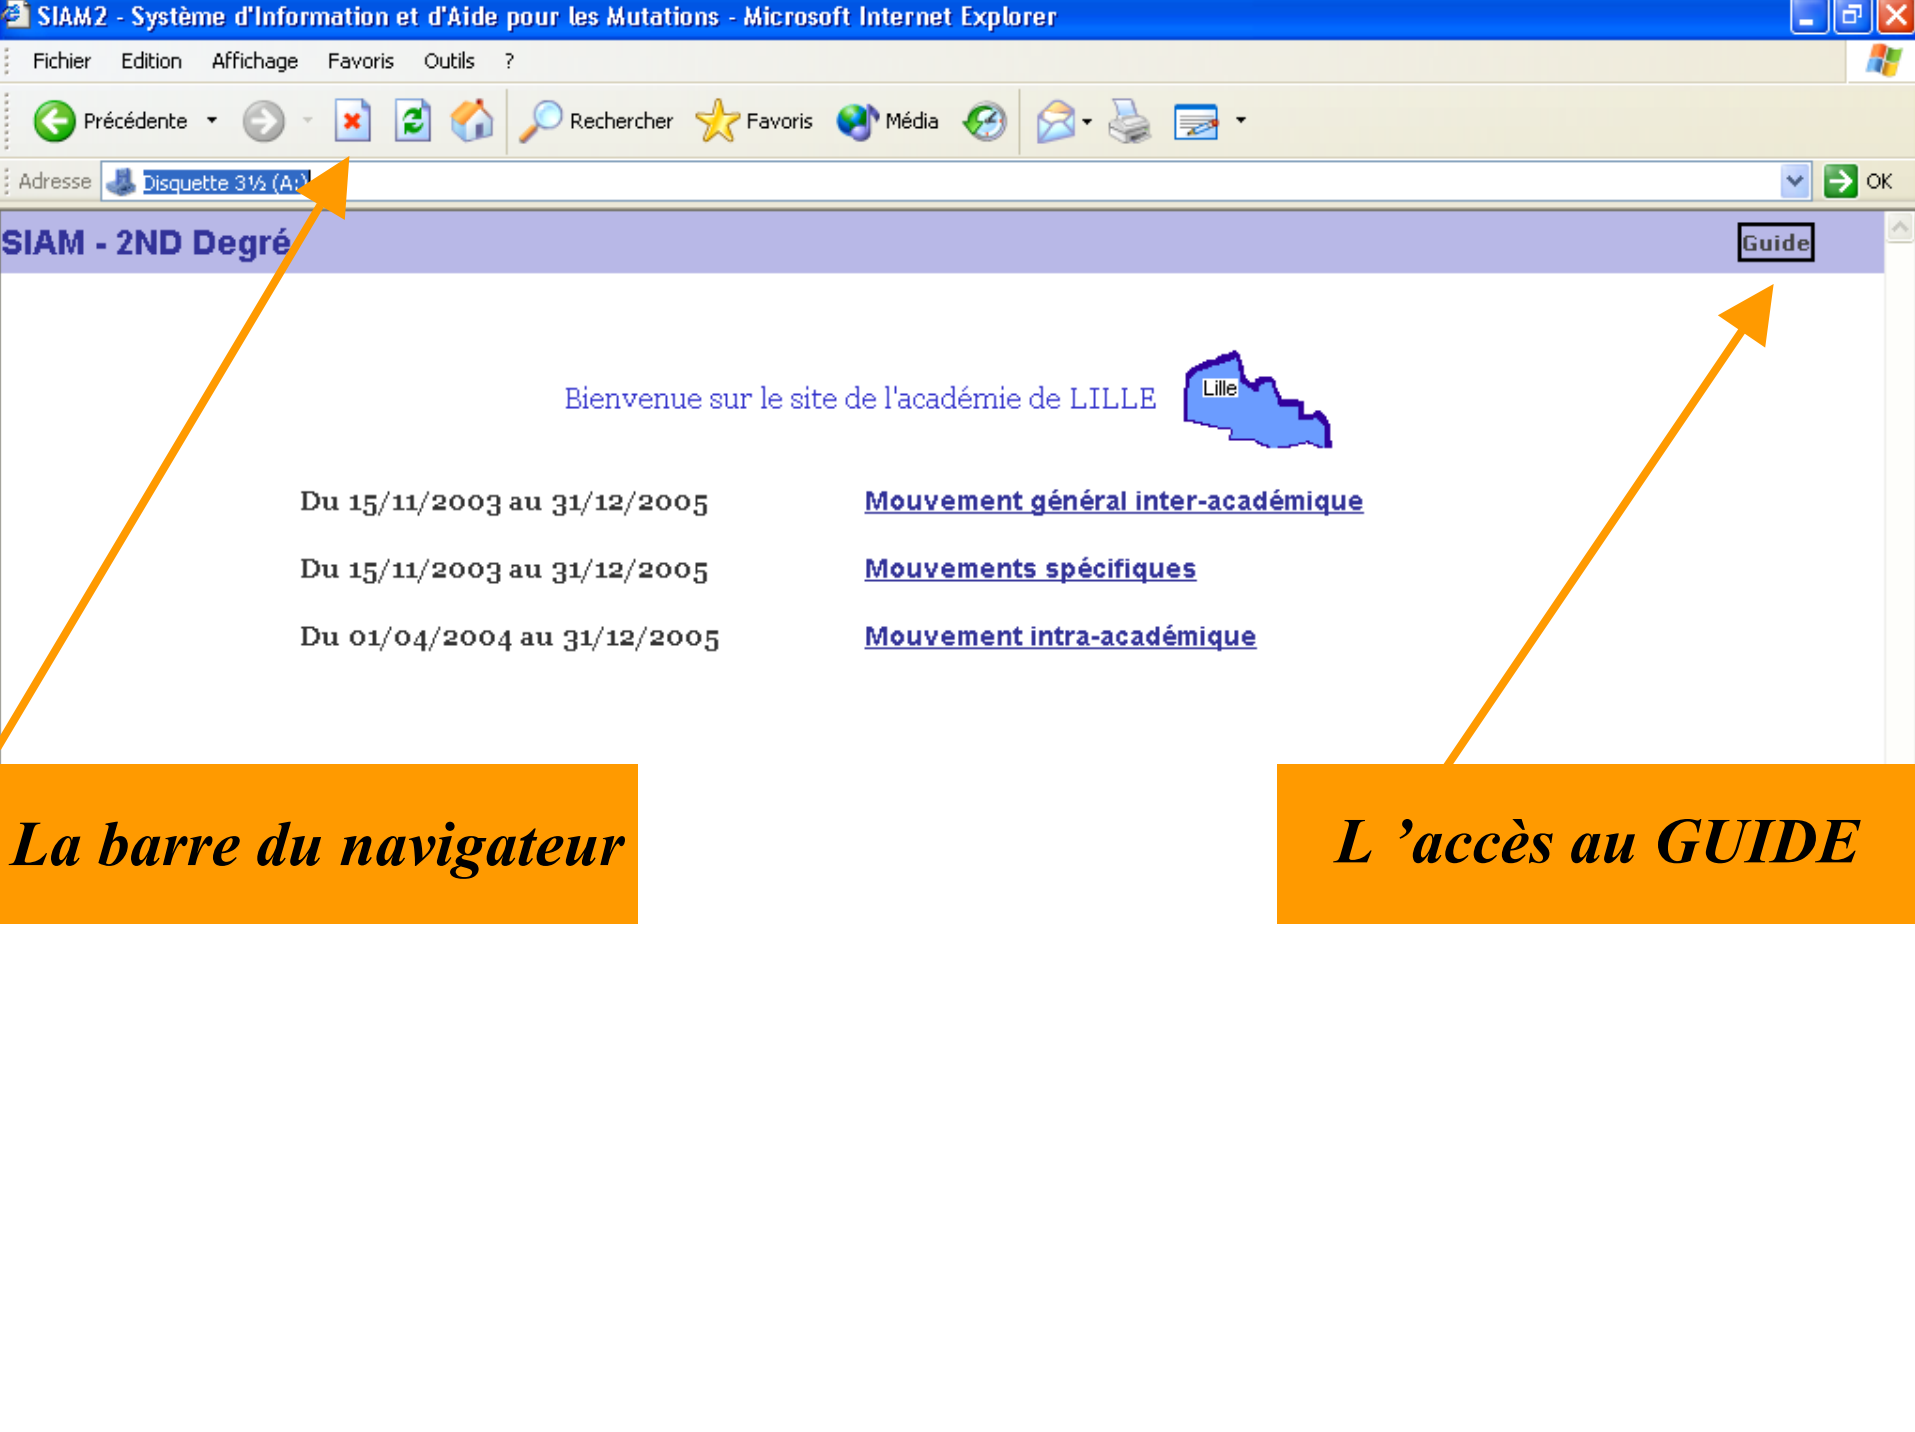 SIAM2 - Système d'Information et d'Aide pour les Mutations - Microsoft Internet Explorer
Fichier Edition Affichage Favoris Outils ?
Précédente Rechercher Favoris Média
Adresse Disquette 3½ (A:) OK
SIAM - 2ND Degré Guide
Bienvenue sur le site de l'académie de LILLE Lille
Du 15/11/2003 au 31/12/2005 Mouvement général inter-académique
Du 15/11/2003 au 31/12/2005 Mouvements spécifiques
Du 01/04/2004 au 31/12/2005 Mouvement intra-académique
La barre du navigateur L ’accès au GUIDE